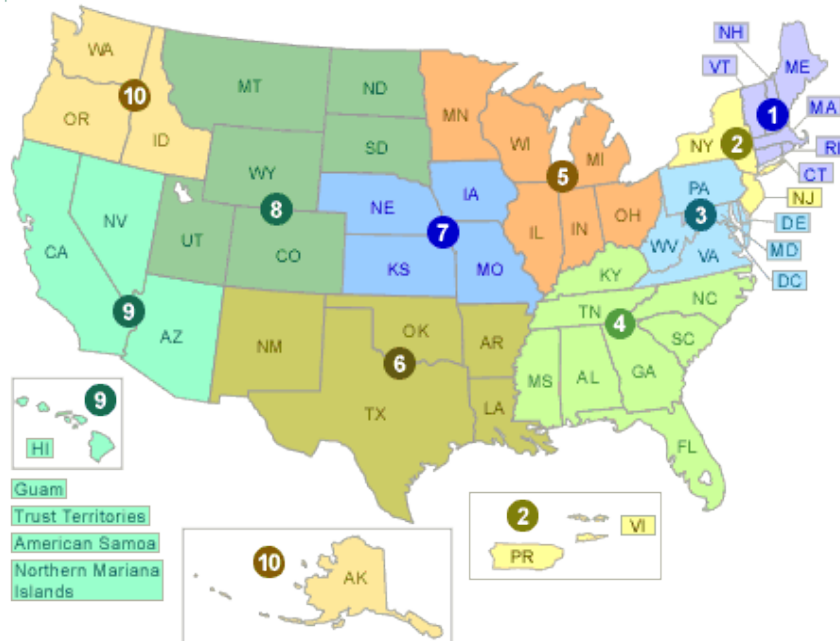 NH
WA
VT
ME
MT
ND
10
MN
MA
OR
1
ID
WI
NY
2
RI
SD
MI
WY
5
CT
PA
NJ
IA
8
NE
3
DE
NV
OH
7
IL
IN
WV
MD
CA
UT
CO
VA
DC
KS
MO
KY
NC
9
TN
4
AZ
OK
AR
SC
NM
6
MS
AL
GA
9
TX
LA
HI
FL
Guam
Trust Territories
2
VI
American Samoa
PR
10
AK
Northern Mariana
Islands